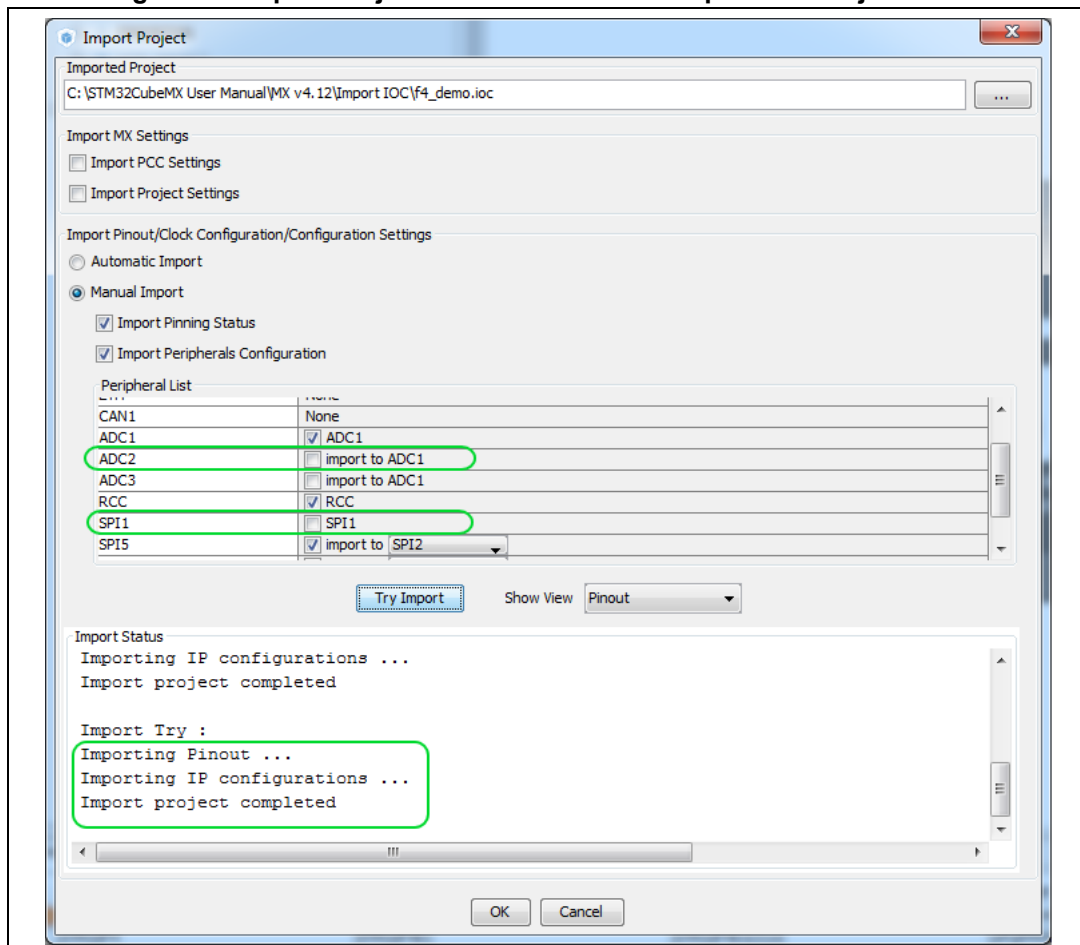 Import Project
Imported Project
C:\STM32CubeMX User Manual\MX v4.12\Import IOC\f4_demo.ioc
...
Import MX Settings
Import PCC Settings
Import Project Settings
Import Pinout/Clock Configuration/Configuration Settings
Automatic Import
Manual Import
Import Pinning Status
Import Peripherals Configuration
Peripheral List
CAN1 None
ADC1 ADC1
ADC2 import to ADC1
ADC3 import to ADC1
RCC RCC
SPI1 SPI1
SPI5 import to SPI2
Try Import Show View Pinout
Import Status
Importing IP configurations ...
Import project completed
Import Try :
Importing Pinout ...
Importing IP configurations ...
Import project completed
OK Cancel